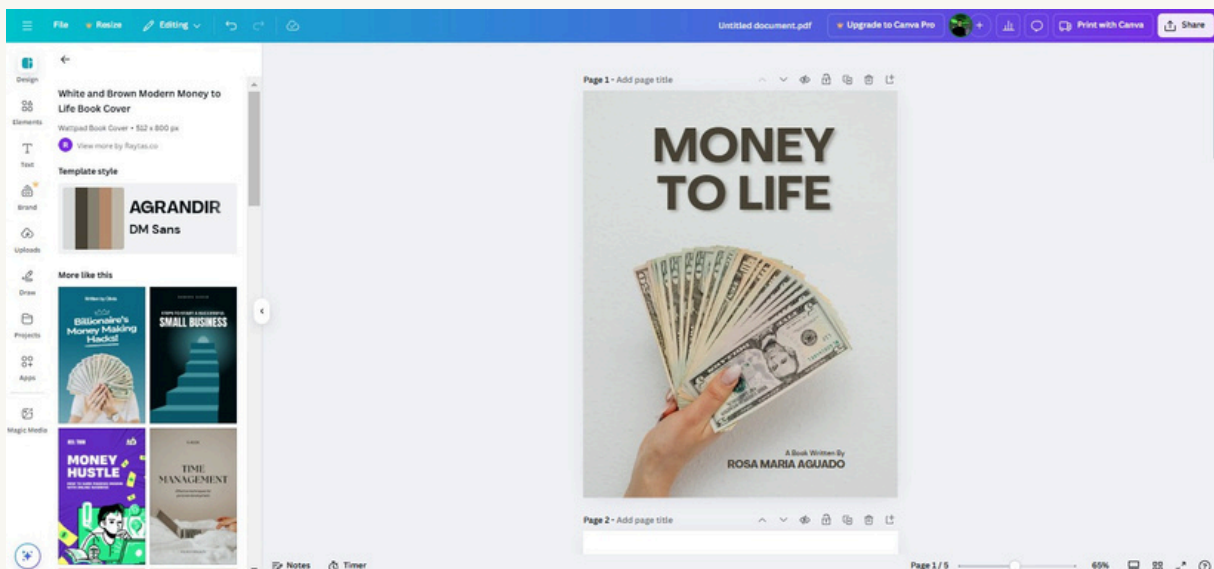 File
Resize
Editing
Untitled document.pdf
Upgrade to Canva Pro
Print with Canva
Share
Design
Elements
Text
Brand
Uploads
Draw
Projects
Apps
Magic Media
White and Brown Modern Money to
Life Book Cover
Wattpad Book Cover • 512 x 800 px
R
View more by Raytas.co
Template style
AGRANDIR
DM Sans
More like this
Billionaire's
Money Making
Hacks!
SMALL BUSINESS
MONEY
HUSTLE
TIME
MANAGEMENT
Page 1 - Add page title
MONEY
TO LIFE
A Book Written By
ROSA MARIA AGUADO
Page 2 - Add page title
Notes
Timer
Page 1 / 5
65%